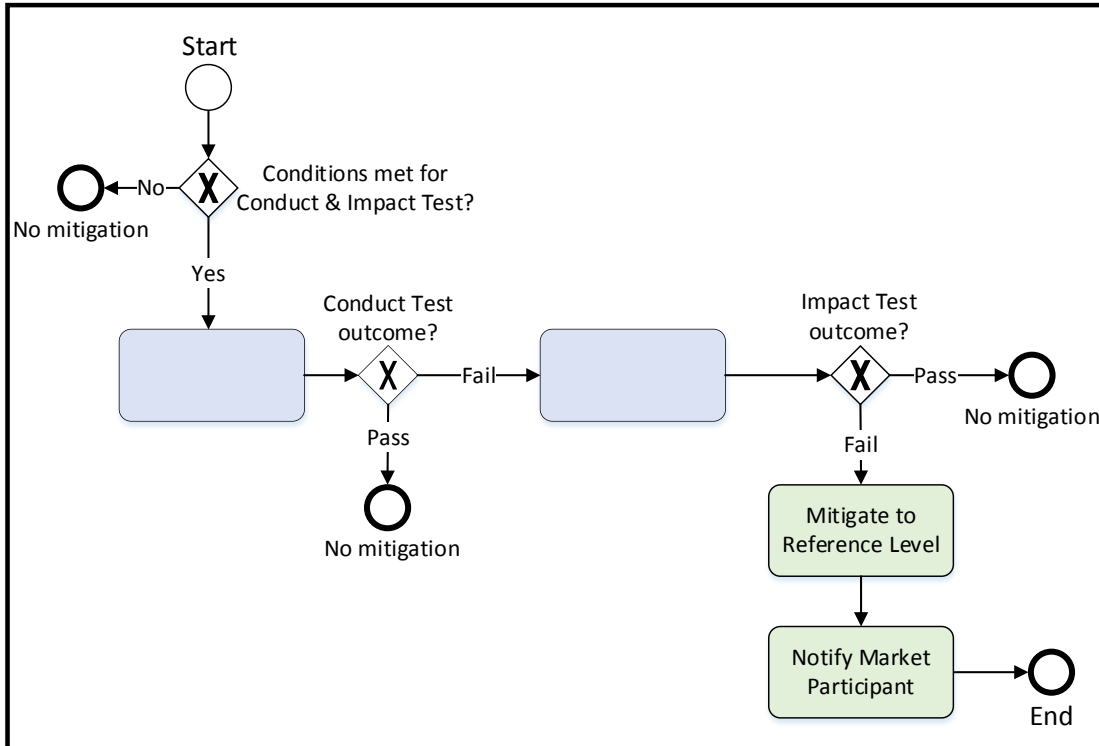 Start
Conditions met for
Conduct & Impact Test?
No
No mitigation
Yes
Conduct Test
outcome?
Impact Test
outcome?
Fail
Pass
No mitigation
Pass
No mitigation
Fail
Mitigate to
Reference Level
Notify Market
Participant
End